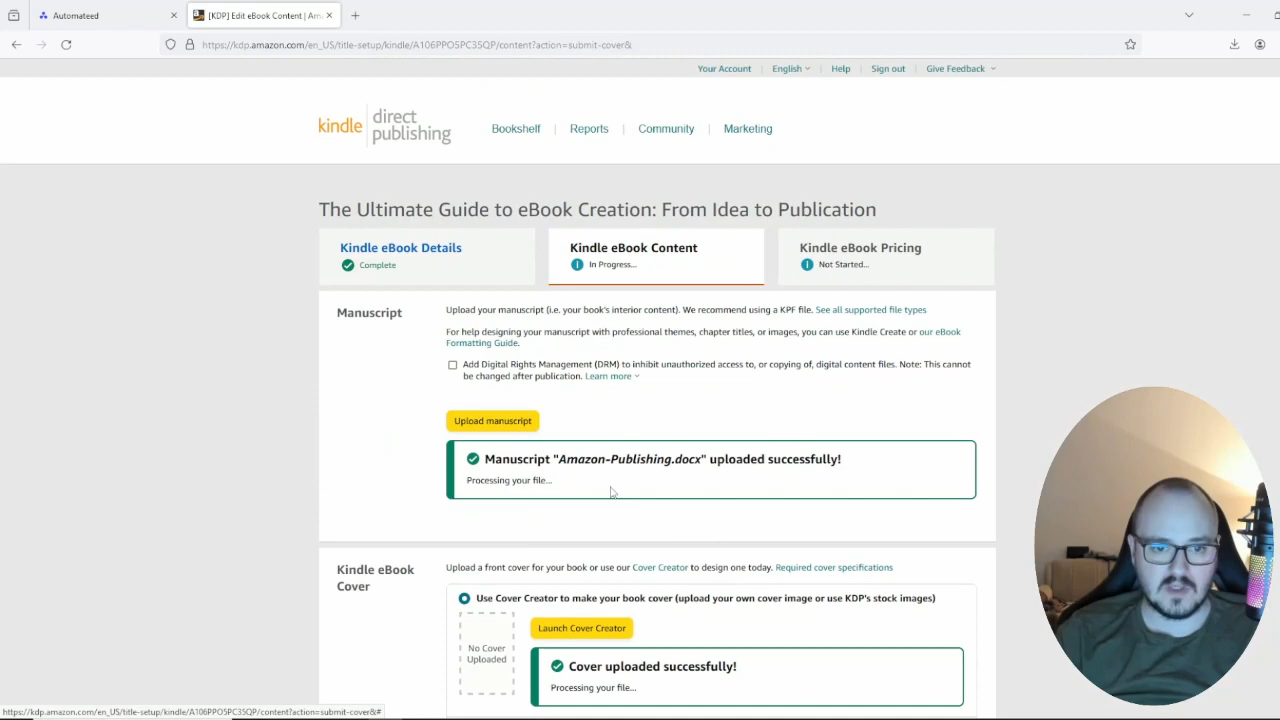 Automateed
[KDP] Edit eBook Content | Ama
https://kdp.amazon.com/en_US/title-setup/kindle/A106PPO5PC35QP/content?action=submit-cover&
Your Account
English
Help
Sign out
Give Feedback
kindle direct publishing
Bookshelf
Reports
Community
Marketing
The Ultimate Guide to eBook Creation: From Idea to Publication
Kindle eBook Details
Complete
Kindle eBook Content
In Progress...
Kindle eBook Pricing
Not Started...
Manuscript
Upload your manuscript (i.e. your book's interior content). We recommend using a KPF file. See all supported file types
For help designing your manuscript with professional themes, chapter titles, or images, you can use Kindle Create or our eBook
Formatting Guide.
Add Digital Rights Management (DRM) to inhibit unauthorized access to, or copying of, digital content files. Note: This cannot
be changed after publication. Learn more
Upload manuscript
Manuscript "Amazon-Publishing.docx" uploaded successfully!
Processing your file...
Kindle eBook
Cover
Upload a front cover for your book or use our Cover Creator to design one today. Required cover specifications
Use Cover Creator to make your book cover (upload your own cover image or use KDP's stock images)
No Cover
Uploaded
Launch Cover Creator
Cover uploaded successfully!
Processing your file...
https://kdp.amazon.com/en_US/title-setup/kindle/A106PPO5PC35QP/content?action=submit-cover&#